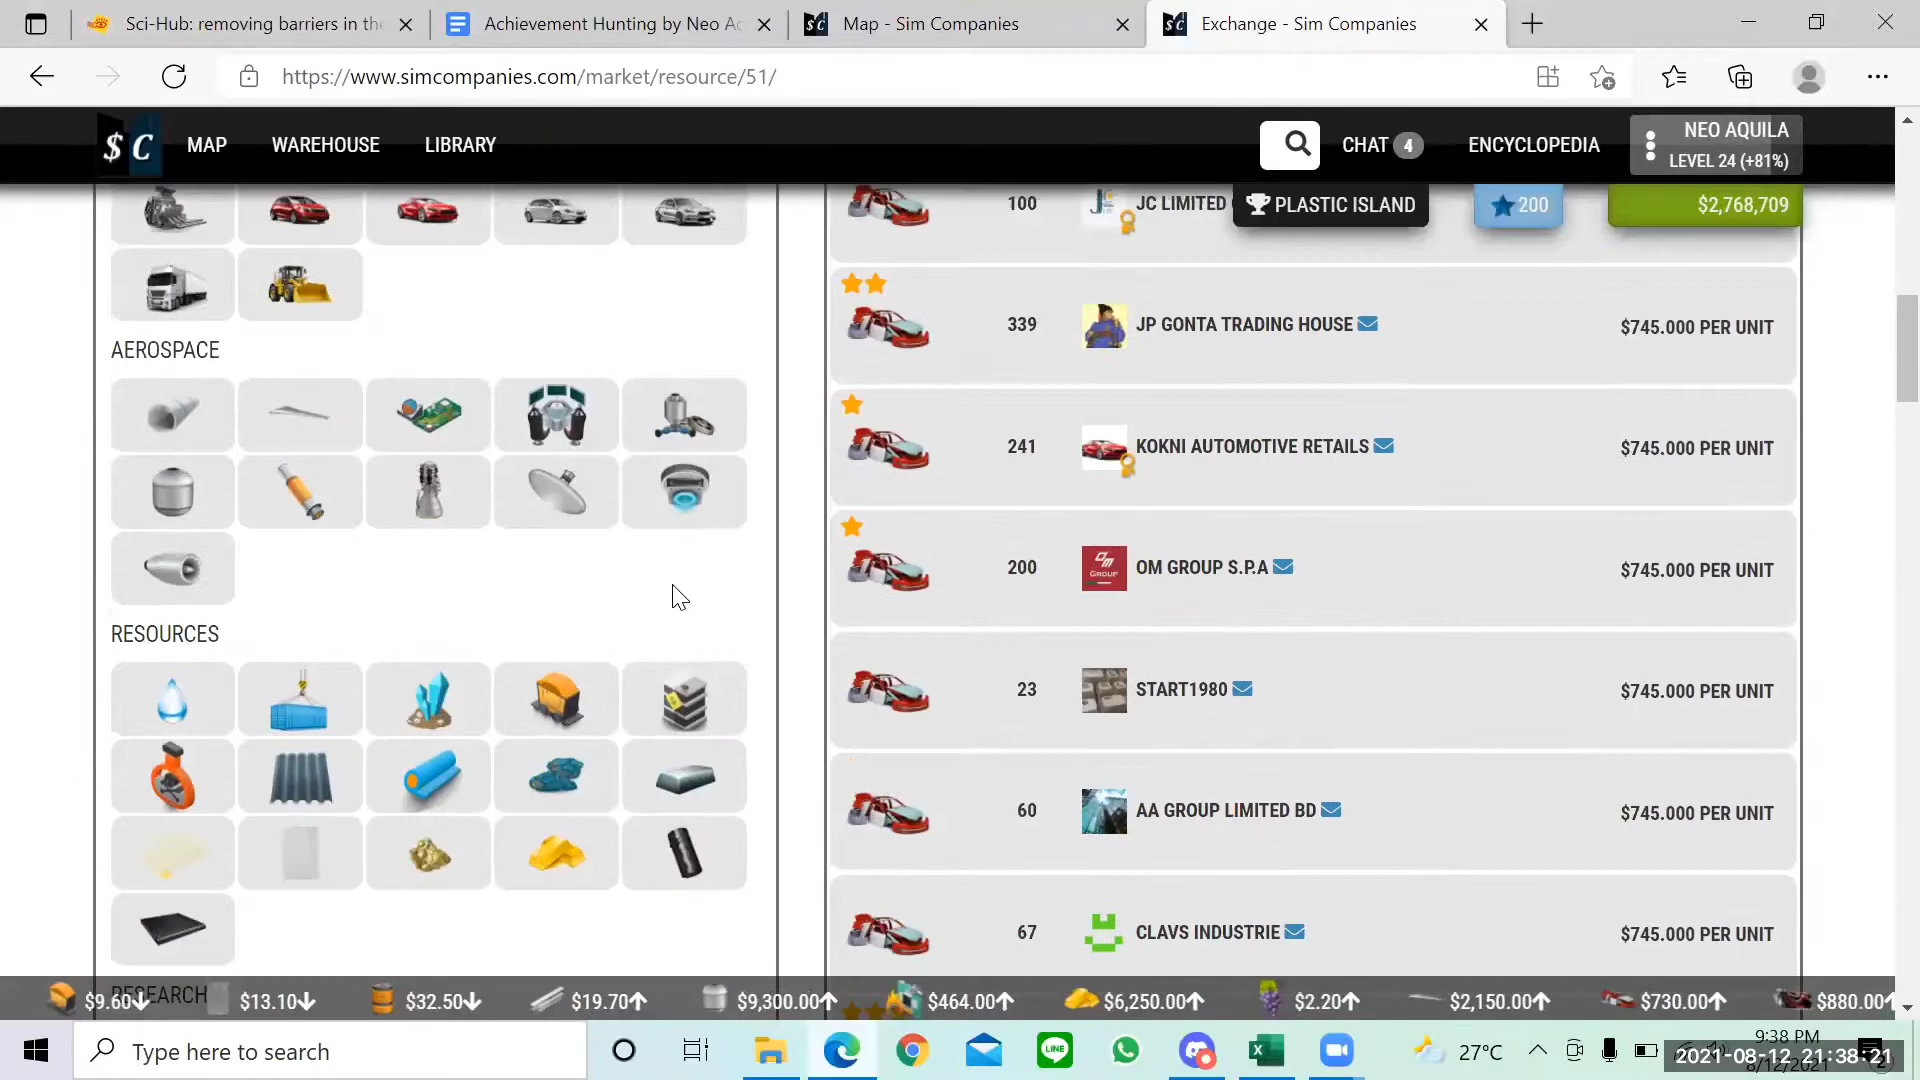 Sci-Hub: removing barriers in the
Achievement Hunting by Neo Ac
Map - Sim Companies
Exchange - Sim Companies
https://www.simcompanies.com/market/resource/51/
$ C
MAP
WAREHOUSE
LIBRARY
CHAT 4
ENCYCLOPEDIA
NEO AQUILA
LEVEL 24 (+81%)
100 JC LIMITED
PLASTIC ISLAND
200
$2,768,709
339 JP GONTA TRADING HOUSE $745.000 PER UNIT
AEROSPACE
241 KOKNI AUTOMOTIVE RETAILS $745.000 PER UNIT
200 OM GROUP S.P.A $745.000 PER UNIT
RESOURCES
23 START1980 $745.000 PER UNIT
60 AA GROUP LIMITED BD $745.000 PER UNIT
67 CLAVS INDUSTRIE $745.000 PER UNIT
RESEARCH
$9.60↓ $13.10↓ $32.50↓ $19.70↑ $9,300.00↑ $464.00↑ $6,250.00↑ $2.20↑ $2,150.00↑ $730.00↑ $880.00↑
Type here to search
27°C
9:38 PM
2021-08-12 21:38:21
8/12/2021